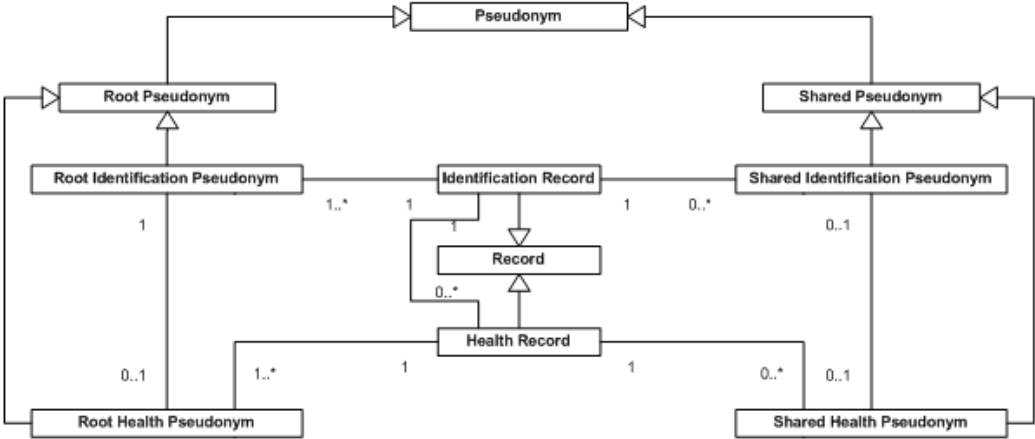 Pseudonym
Root Pseudonym
Shared Pseudonym
Root Identification Pseudonym
Identification Record
Shared Identification Pseudonym
1..*
1
1
0..*
1
1
0..1
Record
0..*
Health Record
0..1
1..*
1
1
0..*
0..1
Root Health Pseudonym
Shared Health Pseudonym